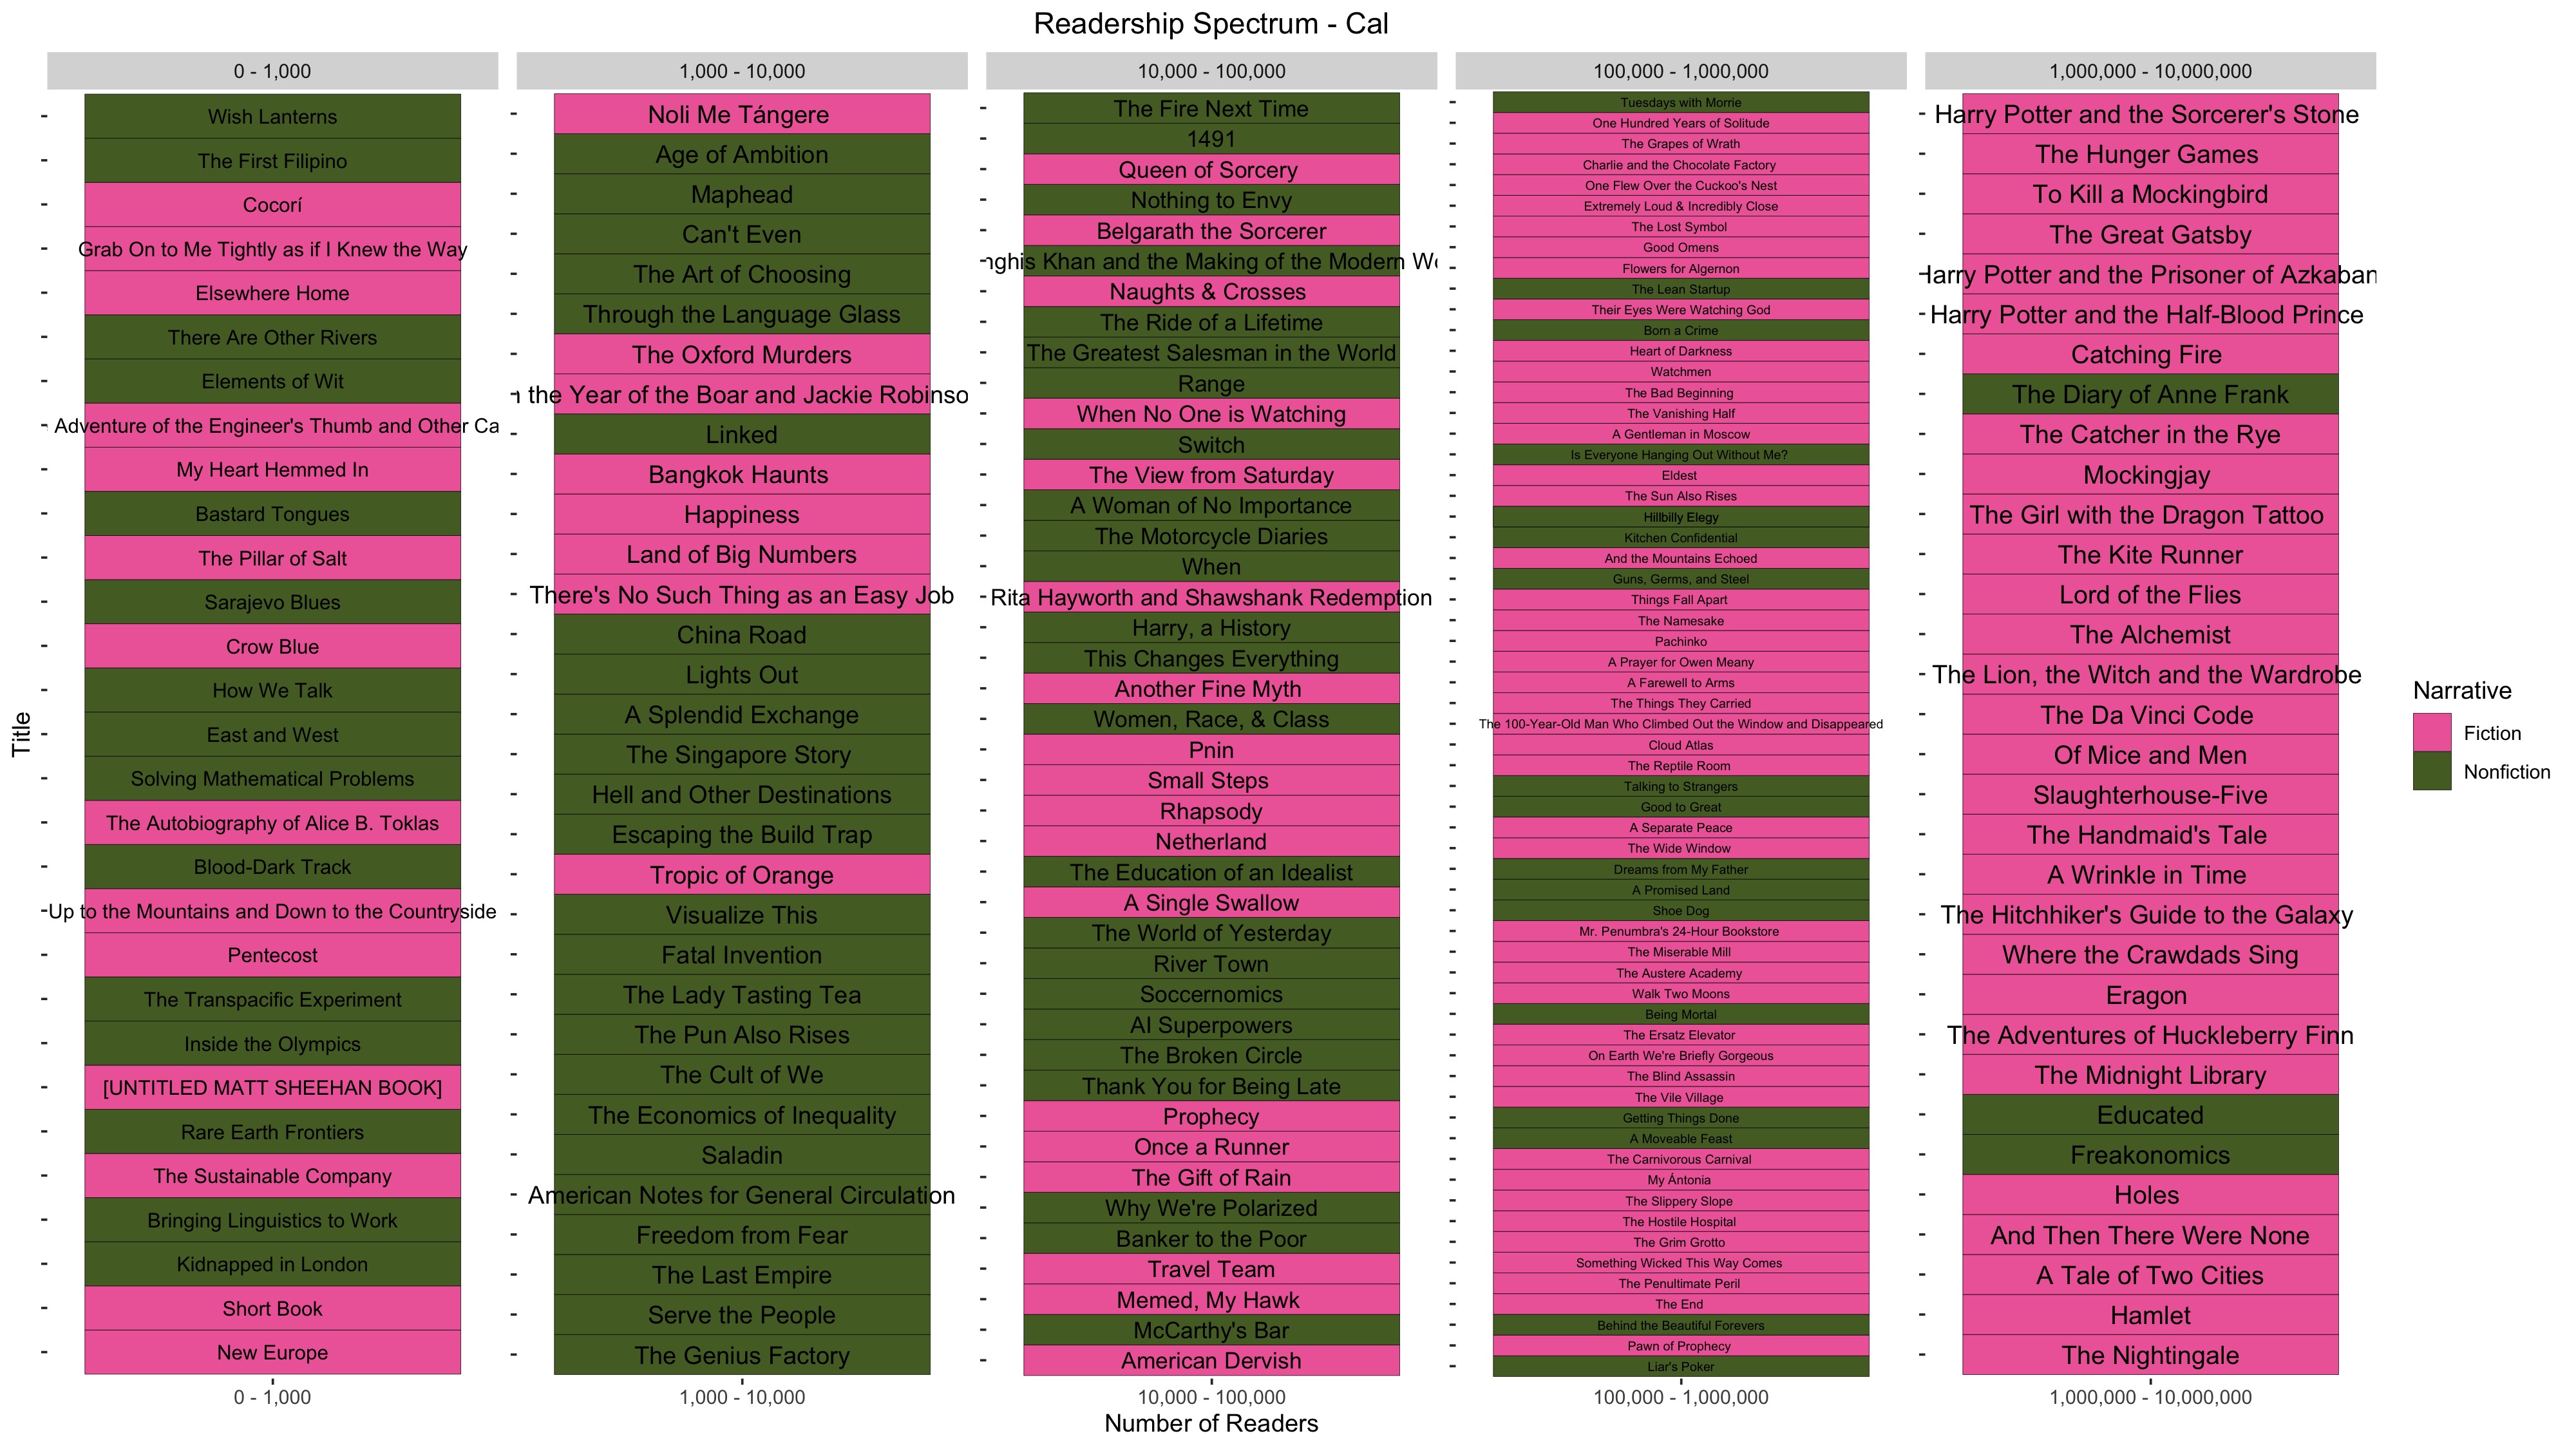 Readership Spectrum - Cal
0 - 1,000
Wish Lanterns
The First Filipino
Cocorí
Grab On to Me Tightly as if I Knew the Way
Elsewhere Home
There Are Other Rivers
Elements of Wit
Adventure of the Engineer's Thumb and Other Ca
My Heart Hemmed In
Bastard Tongues
The Pillar of Salt
Sarajevo Blues
Crow Blue
How We Talk
East and West
Solving Mathematical Problems
The Autobiography of Alice B. Toklas
Blood-Dark Track
Up to the Mountains and Down to the Countryside
Pentecost
The Transpacific Experiment
Inside the Olympics
[UNTITLED MATT SHEEHAN BOOK]
Rare Earth Frontiers
The Sustainable Company
Bringing Linguistics to Work
Kidnapped in London
Short Book
New Europe
0 - 1,000
1,000 - 10,000
Noli Me Tángere
Age of Ambition
Maphead
Can't Even
The Art of Choosing
Through the Language Glass
The Oxford Murders
the Year of the Boar and Jackie Robinso
Linked
Bangkok Haunts
Happiness
Land of Big Numbers
There's No Such Thing as an Easy Job
China Road
Lights Out
A Splendid Exchange
The Singapore Story
Hell and Other Destinations
Escaping the Build Trap
Tropic of Orange
Visualize This
Fatal Invention
The Lady Tasting Tea
The Pun Also Rises
The Cult of We
The Economics of Inequality
Saladin
American Notes for General Circulation
Freedom from Fear
The Last Empire
Serve the People
The Genius Factory
1,000 - 10,000
10,000 - 100,000
The Fire Next Time
1491
Queen of Sorcery
Nothing to Envy
Belgarath the Sorcerer
nghis Khan and the Making of the Modern W
Naughts & Crosses
The Ride of a Lifetime
The Greatest Salesman in the World
Range
When No One is Watching
Switch
The View from Saturday
A Woman of No Importance
The Motorcycle Diaries
When
Rita Hayworth and Shawshank Redemption
Harry, a History
This Changes Everything
Another Fine Myth
Women, Race, & Class
Pnin
Small Steps
Rhapsody
Netherland
The Education of an Idealist
A Single Swallow
The World of Yesterday
River Town
Soccernomics
AI Superpowers
The Broken Circle
Thank You for Being Late
Prophecy
Once a Runner
The Gift of Rain
Why We're Polarized
Banker to the Poor
Travel Team
Memed, My Hawk
McCarthy's Bar
American Dervish
10,000 - 100,000
100,000 - 1,000,000
Tuesdays with Morrie
One Hundred Years of Solitude
The Grapes of Wrath
Charlie and the Chocolate Factory
One Flew Over the Cuckoo's Nest
Extremely Loud & Incredibly Close
The Lost Symbol
Good Omens
Flowers for Algernon
The Lean Startup
Their Eyes Were Watching God
Born a Crime
Heart of Darkness
Watchmen
The Bad Beginning
The Vanishing Half
A Gentleman in Moscow
Is Everyone Hanging Out Without Me?
Eldest
The Sun Also Rises
Hillbilly Elegy
Kitchen Confidential
And the Mountains Echoed
Guns, Germs, and Steel
Things Fall Apart
The Namesake
Pachinko
A Prayer for Owen Meany
A Farewell to Arms
The Things They Carried
The 100-Year-Old Man Who Climbed Out the Window and Disappeared
Cloud Atlas
The Reptile Room
Talking to Strangers
Good to Great
A Separate Peace
The Wide Window
Dreams from My Father
A Promised Land
Shoe Dog
Mr. Penumbra's 24-Hour Bookstore
The Miserable Mill
The Austere Academy
Walk Two Moons
Being Mortal
The Ersatz Elevator
On Earth We're Briefly Gorgeous
The Blind Assassin
The Vile Village
Getting Things Done
A Moveable Feast
The Carnivorous Carnival
My Ántonia
The Slippery Slope
The Hostile Hospital
The Grim Grotto
Something Wicked This Way Comes
The Penultimate Peril
The End
Behind the Beautiful Forevers
Pawn of Prophecy
Liar's Poker
100,000 - 1,000,000
1,000,000 - 10,000,000
Harry Potter and the Sorcerer's Stone
The Hunger Games
To Kill a Mockingbird
The Great Gatsby
Harry Potter and the Prisoner of Azkaban
Harry Potter and the Half-Blood Prince
Catching Fire
The Diary of Anne Frank
The Catcher in the Rye
Mockingjay
The Girl with the Dragon Tattoo
The Kite Runner
Lord of the Flies
The Alchemist
The Lion, the Witch and the Wardrobe
The Da Vinci Code
Of Mice and Men
Slaughterhouse-Five
The Handmaid's Tale
A Wrinkle in Time
The Hitchhiker's Guide to the Galaxy
Where the Crawdads Sing
Eragon
The Adventures of Huckleberry Finn
The Midnight Library
Educated
Freakonomics
Holes
And Then There Were None
A Tale of Two Cities
Hamlet
The Nightingale
1,000,000 - 10,000,000
Title
Number of Readers
Narrative
Fiction
Nonfiction